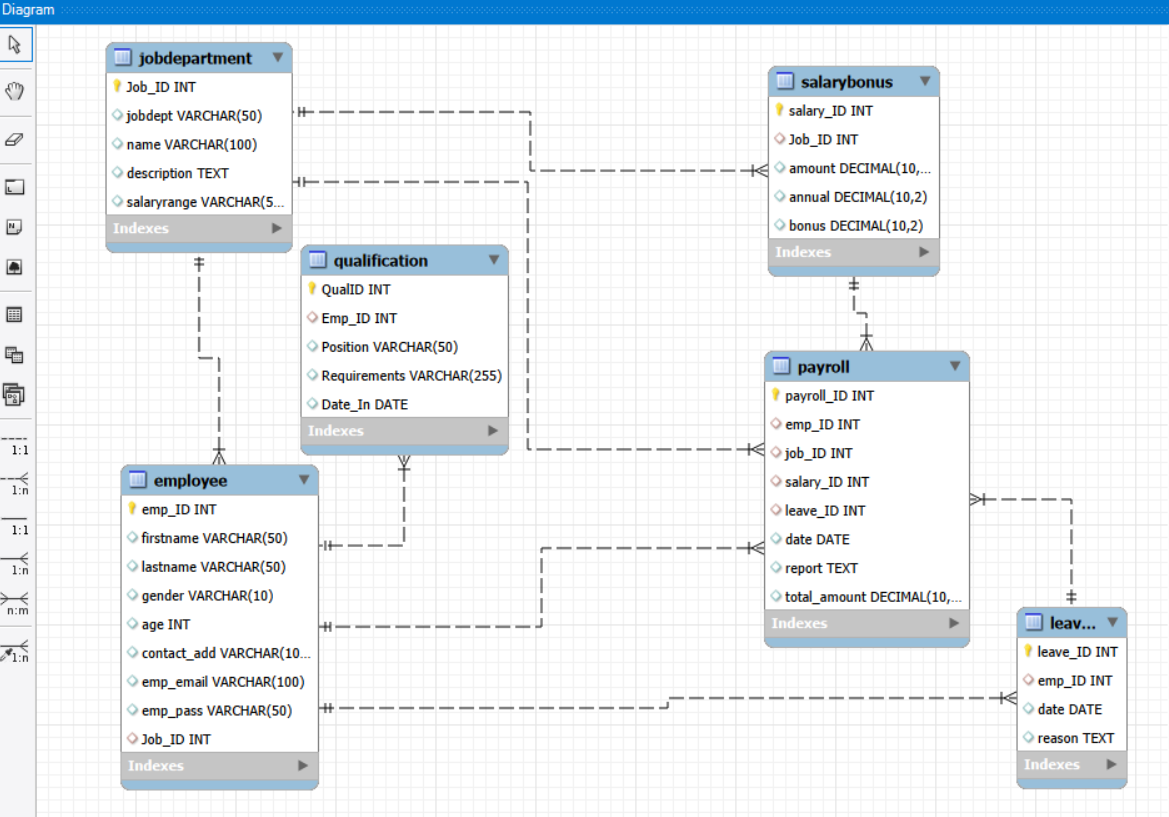 Diagram
jobdepartment
Job_ID INT
jobdept VARCHAR(50)
name VARCHAR(100)
description TEXT
salaryrange VARCHAR(5...
Indexes
salarybonus
salary_ID INT
Job_ID INT
amount DECIMAL(10,...
annual DECIMAL(10,2)
bonus DECIMAL(10,2)
Indexes
qualification
QualID INT
Emp_ID INT
Position VARCHAR(50)
Requirements VARCHAR(255)
Date_In DATE
Indexes
payroll
payroll_ID INT
emp_ID INT
job_ID INT
salary_ID INT
leave_ID INT
date DATE
report TEXT
total_amount DECIMAL(10,...
Indexes
employee
emp_ID INT
firstname VARCHAR(50)
lastname VARCHAR(50)
gender VARCHAR(10)
age INT
contact_add VARCHAR(10...
emp_email VARCHAR(100)
emp_pass VARCHAR(50)
Job_ID INT
Indexes
leav...
leave_ID INT
emp_ID INT
date DATE
reason TEXT
Indexes
1:1
1:n
1:1
1:n
n:m
1:n